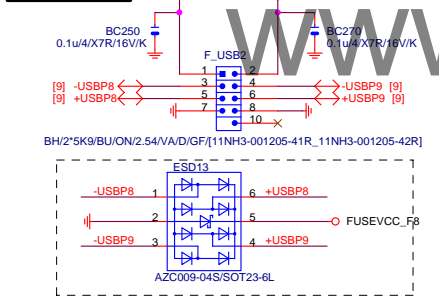 BC250
0.1u/4/X7R/16V/K
BC270
0.1u/4/X7R/16V/K
WWW
F_USB2
1 2
[9] -USBP8 3 4 -USBP9 [9]
[9] +USBP8 5 6 +USBP9 [9]
7 8
10
BH/2*5K9/BU/ON/2.54/VA/D/GF/[11NH3-001205-41R_11NH3-001205-42R]
ESD13
-USBP8 1 6 +USBP8
2 5 FUSEVCC_F8
-USBP9 3 4 +USBP9
AZC009-04S/SOT23-6L